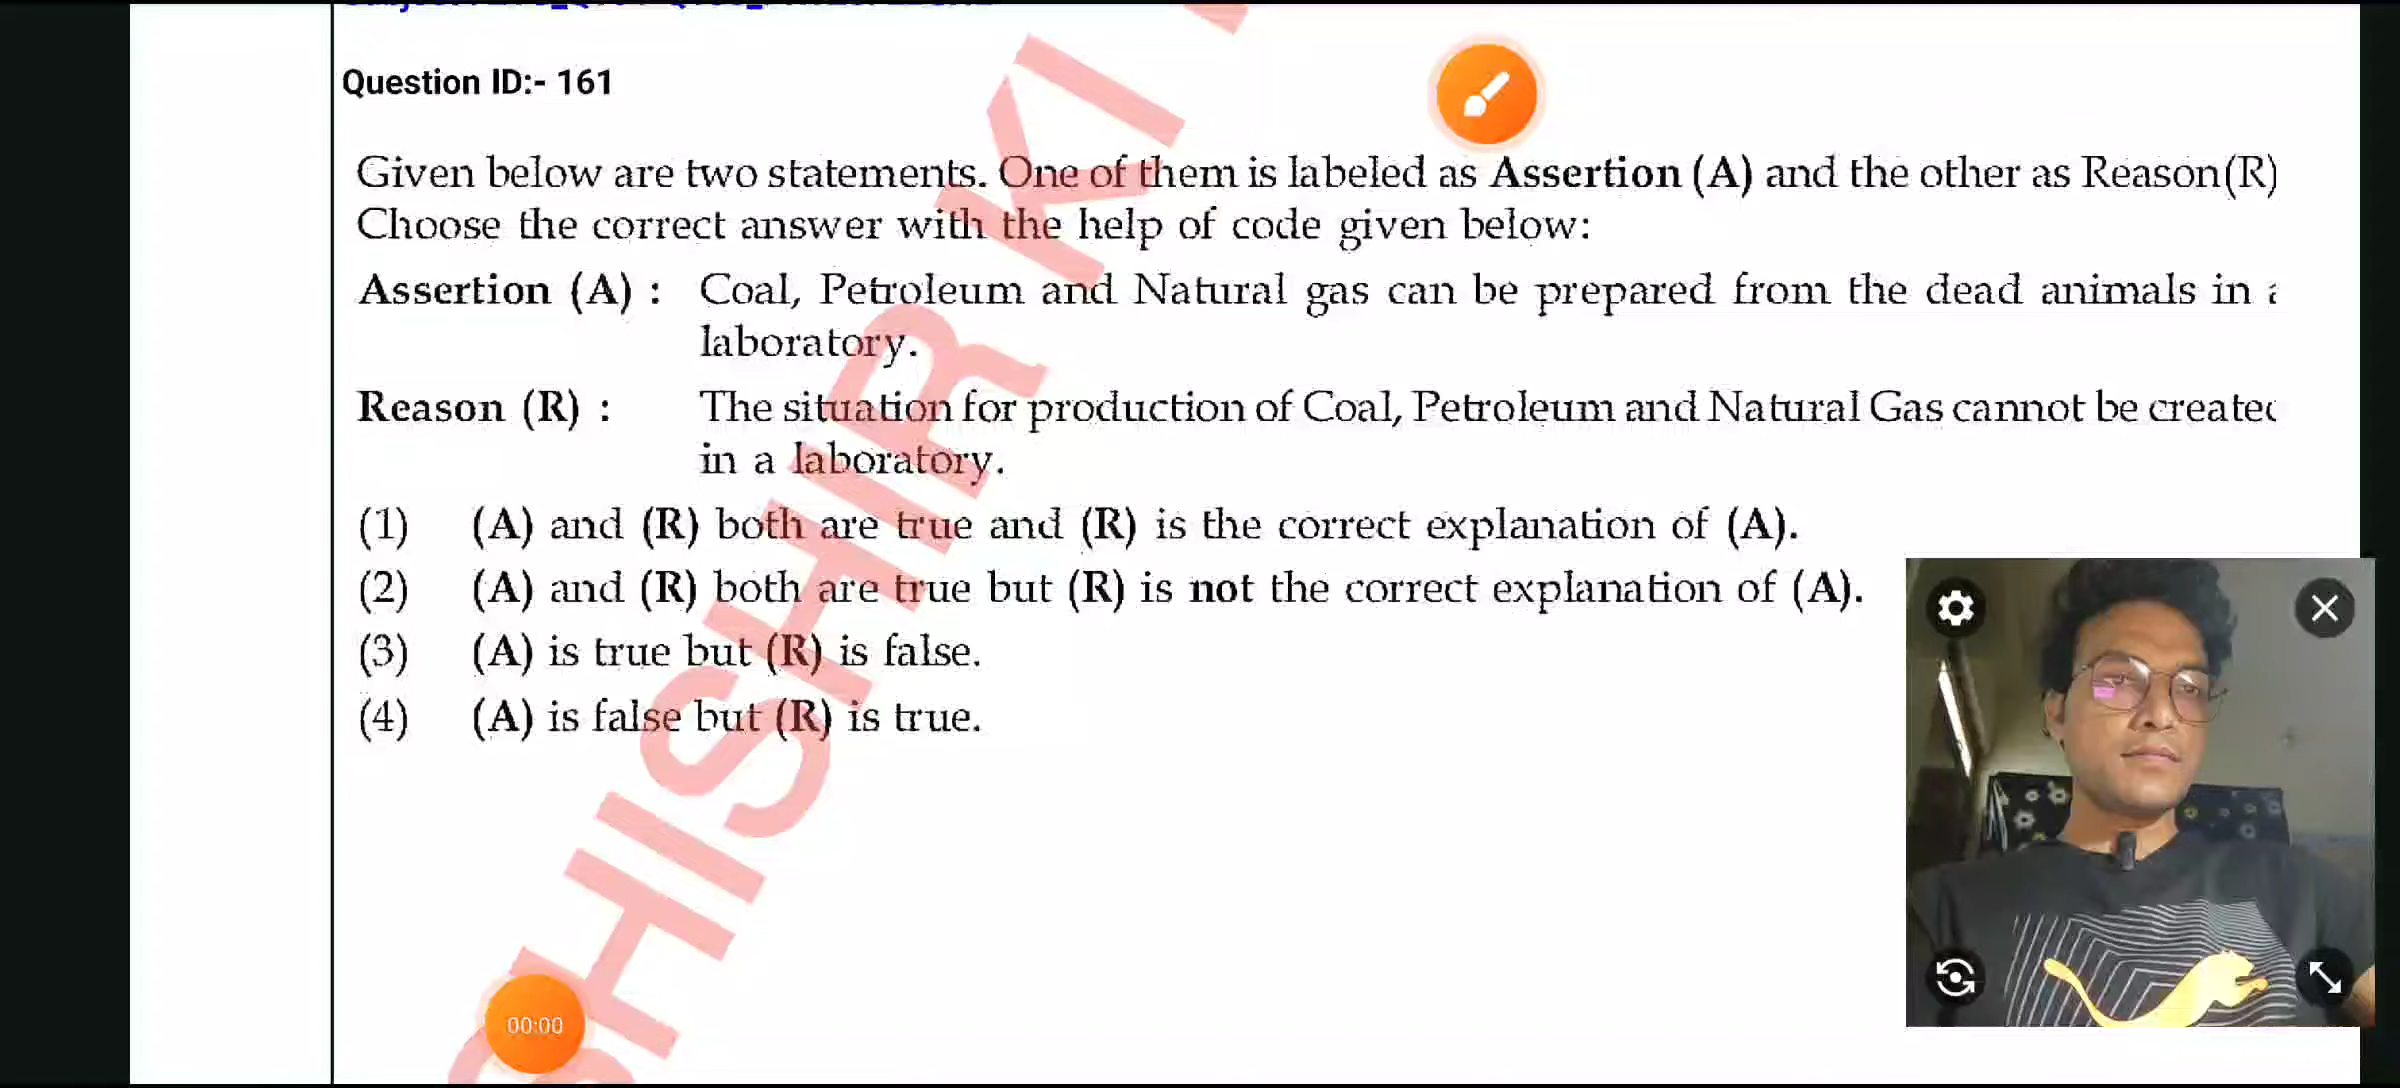 Question ID:- 161
Given below are two statements. One of them is labeled as Assertion (A) and the other as Reason(R)
Choose the correct answer with the help of code given below:
Assertion (A) : Coal, Petroleum and Natural gas can be prepared from the dead animals in
laboratory.
Reason (R) : The situation for production of Coal, Petroleum and Natural Gas cannot be
in a laboratory.
(1) (A) and (R) both are true and (R) is the correct explanation of (A).
(2) (A) and (R) both are true but (R) is not the correct explanation of (A).
(3) (A) is true but (R) is false.
(4) (A) is false but (R) is true.
SHISHIR KI
00:00